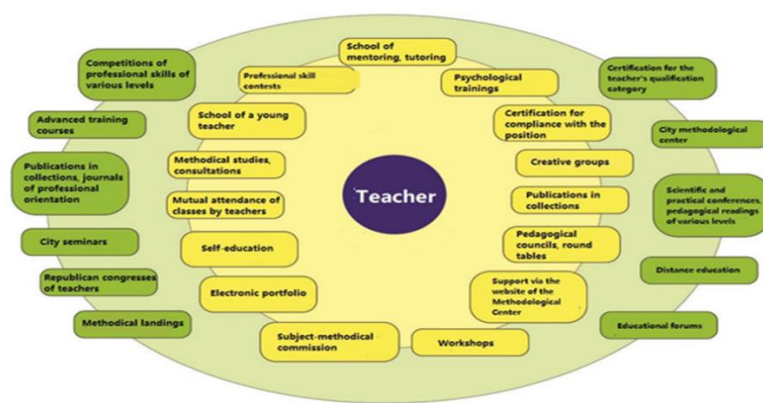 School of
mentoring, tutoring
Competitions of
professional skills of
various levels
Professional skill
contests
Psychological
trainings
Certification for the
teacher's qualification
category
Advanced training
courses
School of a young
teacher
Certification for
compliance with the
position
City methodological
center
Publications in
collections, journals
of professional
orientation
Methodical studies,
consultations
Creative groups
Teacher
Mutual attendance of
classes by teachers
Publications in
collections
Scientific and
practical conferences,
pedagogical readings
of various levels
City seminars
Self-education
Pedagogical
councils, round
tables
Republican congresses
of teachers
Electronic portfolio
Support via the
website of the
Methodological
Center
Distance education
Methodical landings
Subject-methodical
commission
Workshops
Educational forums